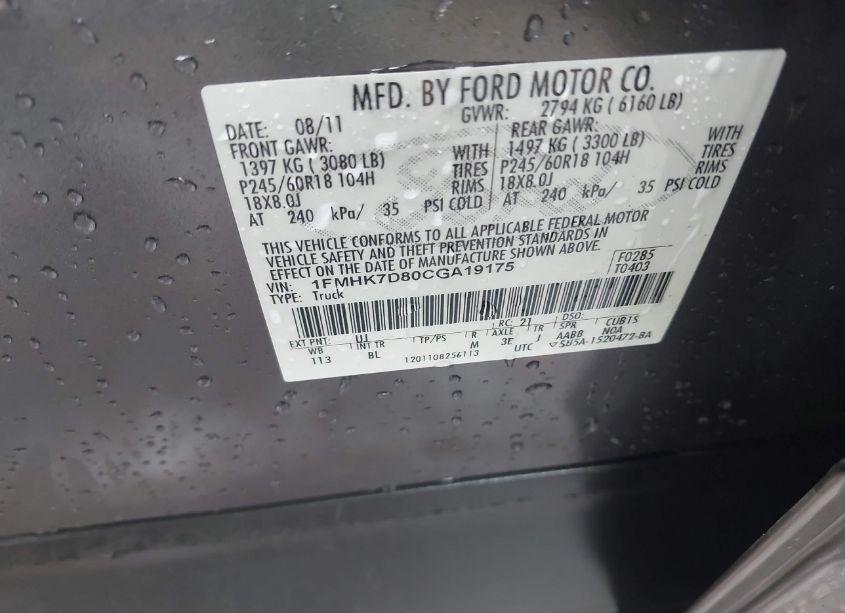 MFD. BY FORD MOTOR CO.
DATE: 08/11 GVWR: 2794 KG ( 6160 LB)
FRONT GAWR: REAR GAWR:
1397 KG ( 3080 LB) WITH 1497 KG ( 3300 LB) WITH
P245/60R18 104H TIRES P245/60R18 104H TIRES
18X8.0J RIMS 18X8.0J RIMS
AT 240 kPa/ 35 PSI COLD AT 240 kPa/ 35 PSI COLD
THIS VEHICLE CONFORMS TO ALL APPLICABLE FEDERAL MOTOR
VEHICLE SAFETY AND THEFT PREVENTION STANDARDS IN
EFFECT ON THE DATE OF MANUFACTURE SHOWN ABOVE.
VIN: 1FMHK7D80CGA19175 F0285
TYPE: Truck T0403
EXT PNT: UJ RC: 21 DSO:
WB INT TR TP/PS R AXLE TR SPR CUB1S
113 BL M 3E J AABB NOA
1201108256113 UTC 5U5A-1520472-BA